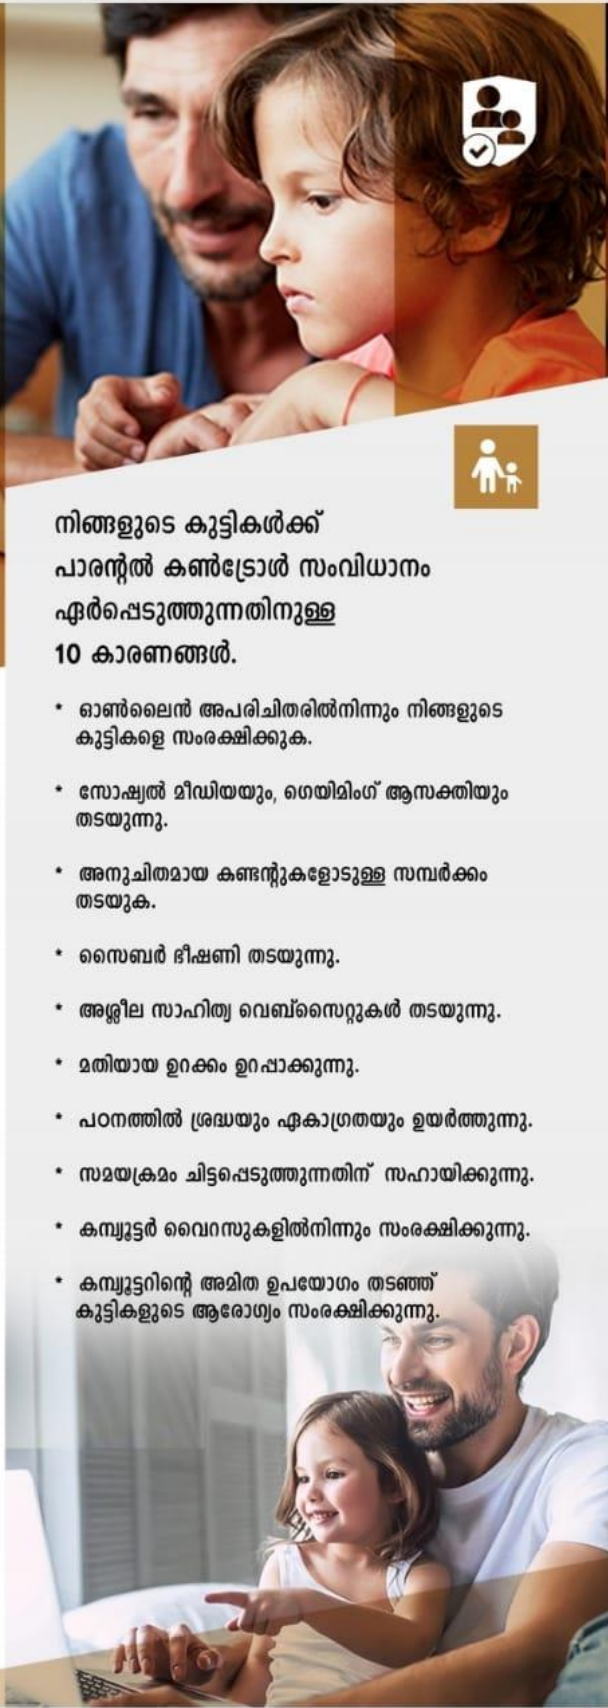 നിങ്ങളുടെ കുട്ടികൾക്ക്
പാരന്റൽ കൺട്രോൾ സംവിധാനം
ഏർപ്പെടുത്തുന്നതിനുള്ള
10 കാരണങ്ങൾ.
* ഓൺലൈൻ അപരിചിതരിൽനിന്നും നിങ്ങളുടെ
കുട്ടികളെ സംരക്ഷിക്കുക.
* സോഷ്യൽ മീഡിയയും, ഗെയിമിംഗ് ആസക്തിയും
തടയുന്നു.
* അനുചിതമായ കണ്ടന്റുകളോടുള്ള സമ്പർക്കം
തടയുക.
* സൈബർ ഭീഷണി തടയുന്നു.
* അശ്ലീല സാഹിത്യ വെബ്സൈറ്റുകൾ തടയുന്നു.
* മതിയായ ഉറക്കം ഉറപ്പാക്കുന്നു.
* പഠനത്തിൽ ശ്രദ്ധയും ഏകാഗ്രതയും ഉയർത്തുന്നു.
* സമയക്രമം ചിട്ടപ്പെടുത്തുന്നതിന് സഹായിക്കുന്നു.
* കമ്പ്യൂട്ടർ വൈറസുകളിൽനിന്നും സംരക്ഷിക്കുന്നു.
* കമ്പ്യൂട്ടറിന്റെ അമിത ഉപയോഗം തടഞ്ഞ്
കുട്ടികളുടെ ആരോഗ്യം സംരക്ഷിക്കുന്നു.